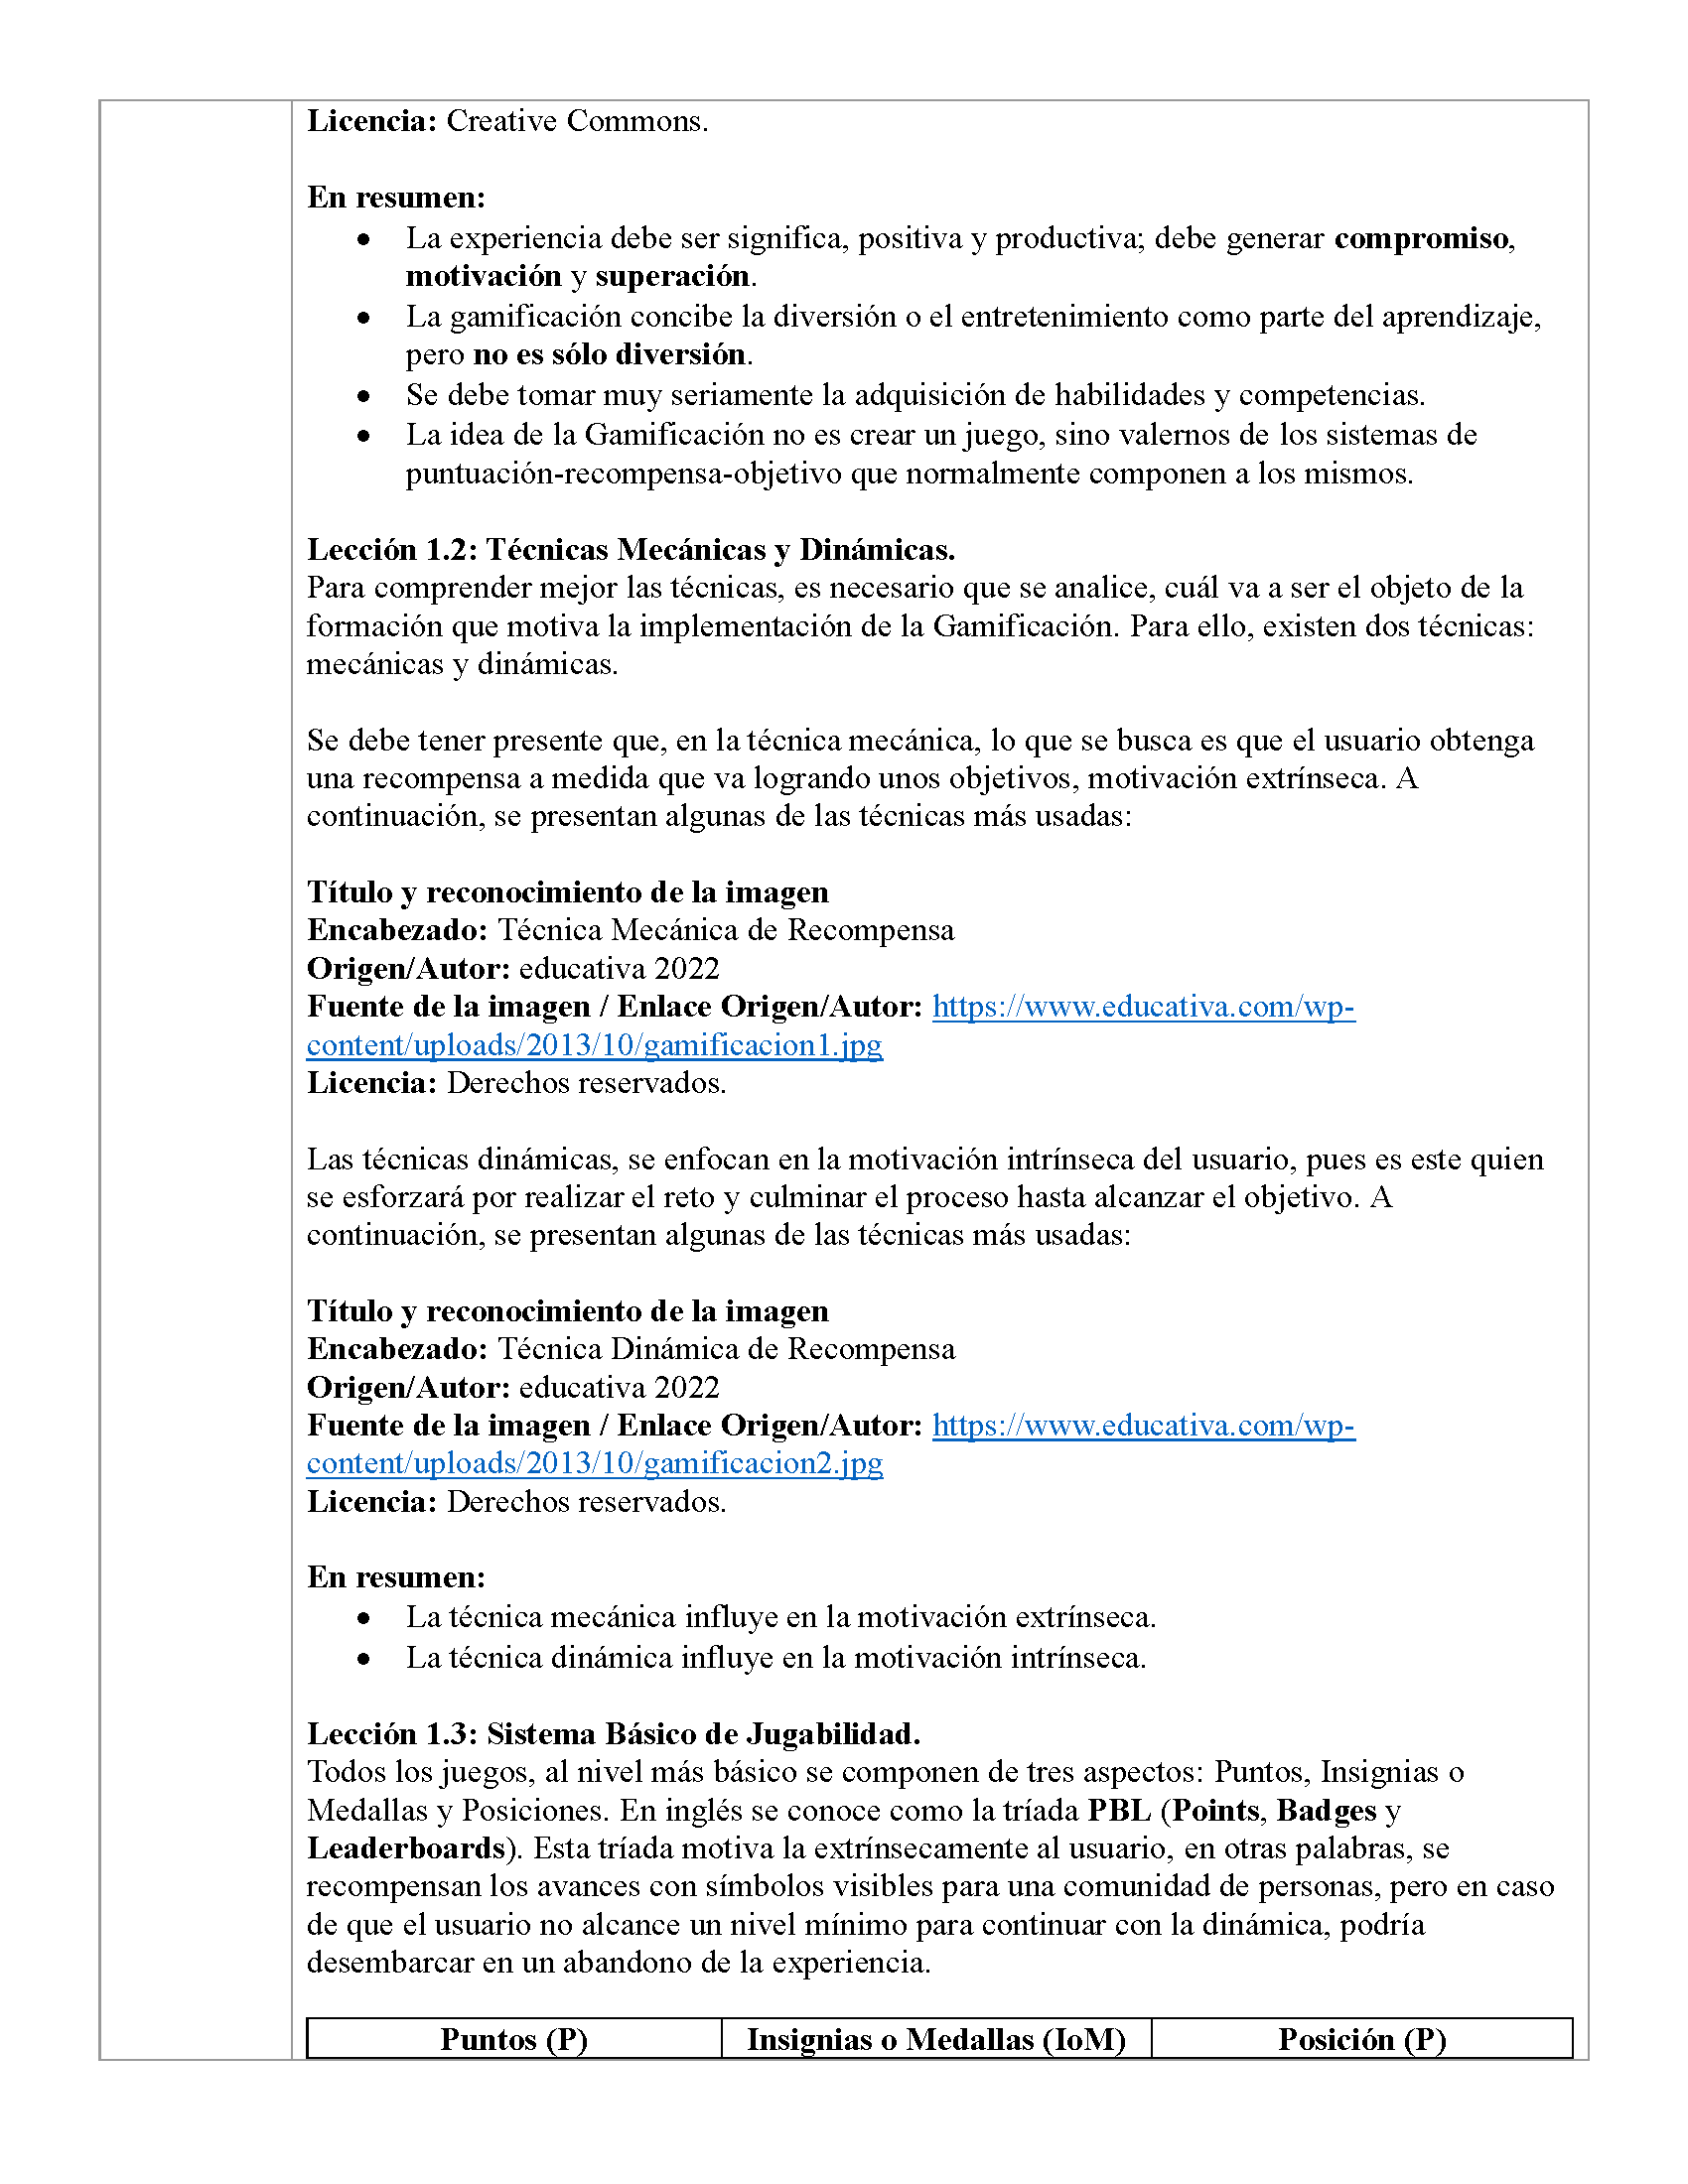 Licencia: Creative Commons.
En resumen:
• La experiencia debe ser significa, positiva y productiva; debe generar compromiso,
motivación y superación.
• La gamificación concibe la diversión o el entretenimiento como parte del aprendizaje,
pero no es sólo diversión.
• Se debe tomar muy seriamente la adquisición de habilidades y competencias.
• La idea de la Gamificación no es crear un juego, sino valernos de los sistemas de
puntuación-recompensa-objetivo que normalmente componen a los mismos.
Lección 1.2: Técnicas Mecánicas y Dinámicas.
Para comprender mejor las técnicas, es necesario que se analice, cuál va a ser el objeto de la
formación que motiva la implementación de la Gamificación. Para ello, existen dos técnicas:
mecánicas y dinámicas.
Se debe tener presente que, en la técnica mecánica, lo que se busca es que el usuario obtenga
una recompensa a medida que va logrando unos objetivos, motivación extrínseca. A
continuación, se presentan algunas de las técnicas más usadas:
Título y reconocimiento de la imagen
Encabezado: Técnica Mecánica de Recompensa
Origen/Autor: educativa 2022
Fuente de la imagen / Enlace Origen/Autor: https://www.educativa.com/wp-
content/uploads/2013/10/gamificacion1.jpg
Licencia: Derechos reservados.
Las técnicas dinámicas, se enfocan en la motivación intrínseca del usuario, pues es este quien
se esforzará por realizar el reto y culminar el proceso hasta alcanzar el objetivo. A
continuación, se presentan algunas de las técnicas más usadas:
Título y reconocimiento de la imagen
Encabezado: Técnica Dinámica de Recompensa
Origen/Autor: educativa 2022
Fuente de la imagen / Enlace Origen/Autor: https://www.educativa.com/wp-
content/uploads/2013/10/gamificacion2.jpg
Licencia: Derechos reservados.
En resumen:
• La técnica mecánica influye en la motivación extrínseca.
• La técnica dinámica influye en la motivación intrínseca.
Lección 1.3: Sistema Básico de Jugabilidad.
Todos los juegos, al nivel más básico se componen de tres aspectos: Puntos, Insignias o
Medallas y Posiciones. En inglés se conoce como la tríada PBL (Points, Badges y
Leaderboards). Esta tríada motiva la extrínsecamente al usuario, en otras palabras, se
recompensan los avances con símbolos visibles para una comunidad de personas, pero en caso
de que el usuario no alcance un nivel mínimo para continuar con la dinámica, podría
desembarcar en un abandono de la experiencia.
Puntos (P) Insignias o Medallas (IoM) Posición (P)